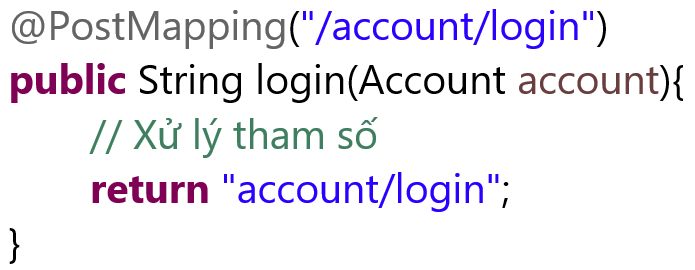 @PostMapping("/account/login")
public String login(Account account){
// Xử lý tham số
return "account/login";
}